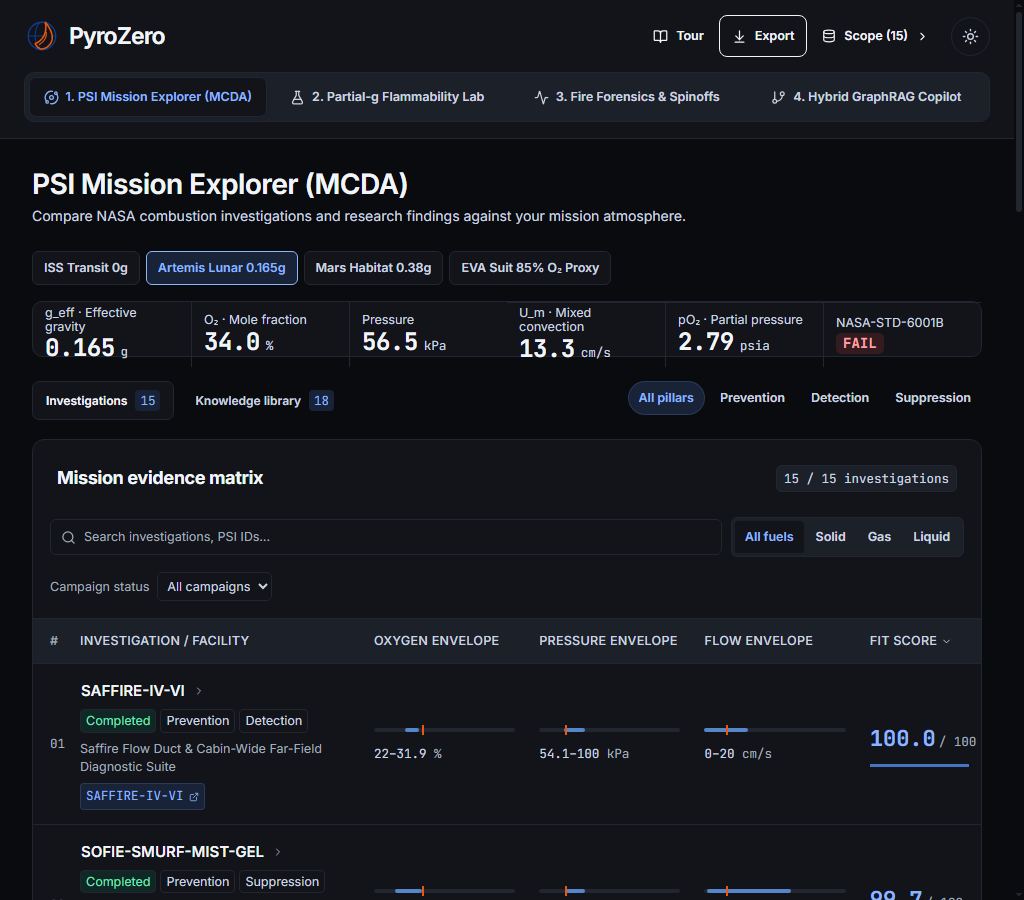 PyroZero
Tour
Export
Scope (15)
1. PSI Mission Explorer (MCDA)
2. Partial-g Flammability Lab
3. Fire Forensics & Spinoffs
4. Hybrid GraphRAG Copilot
PSI Mission Explorer (MCDA)
Compare NASA combustion investigations and research findings against your mission atmosphere.
ISS Transit 0g
Artemis Lunar 0.165g
Mars Habitat 0.38g
EVA Suit 85% O₂ Proxy
g_eff · Effective
gravity
0.165 g
O₂ · Mole fraction
34.0 %
Pressure
56.5 kPa
U_m · Mixed
convection
13.3 cm/s
pO₂ · Partial pressure
2.79 psia
NASA-STD-6001B
FAIL
Investigations 15
Knowledge library 18
All pillars
Prevention
Detection
Suppression
Mission evidence matrix
15 / 15 investigations
Search investigations, PSI IDs...
All fuels
Solid
Gas
Liquid
Campaign status
All campaigns
# INVESTIGATION / FACILITY OXYGEN ENVELOPE PRESSURE ENVELOPE FLOW ENVELOPE FIT SCORE
01
SAFFIRE-IV-VI
Completed Prevention Detection
Saffire Flow Duct & Cabin-Wide Far-Field
Diagnostic Suite
SAFFIRE-IV-VI
22–31.9 %
54.1–100 kPa
0–20 cm/s
100.0 / 100
SOFIE-SMURF-MIST-GEL
Completed Prevention Suppression
99.7 / 100